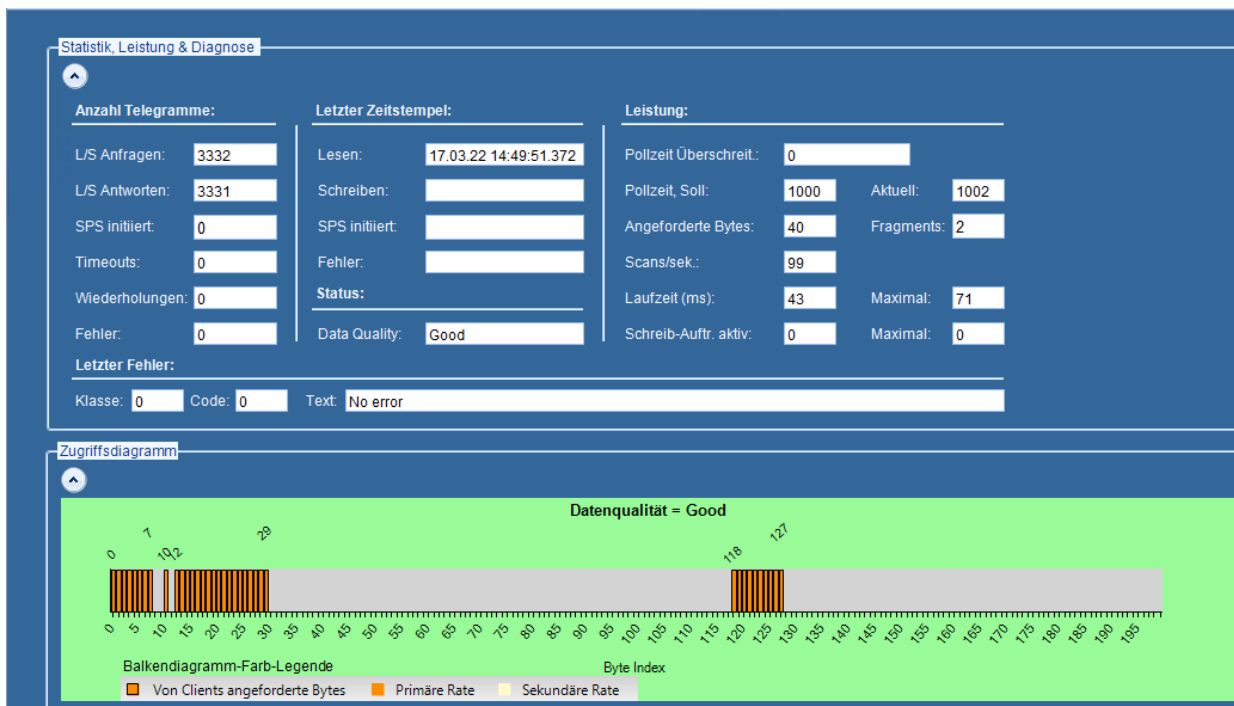 Statistik, Leistung & Diagnose
Anzahl Telegramme: Letzter Zeitstempel: Leistung:
L/S Anfragen: 3332 Lesen: 17.03.22 14:49:51.372 Pollzeit Überschreit.: 0
L/S Antworten: 3331 Schreiben: Pollzeit, Soll: 1000 Aktuell: 1002
SPS initiiert: 0 SPS initiiert: Angeforderte Bytes: 40 Fragments: 2
Timeouts: 0 Fehler: Scans/sek.: 99
Wiederholungen: 0 Status: Laufzeit (ms): 43 Maximal: 71
Fehler: 0 Data Quality: Good Schreib-Auftr. aktiv: 0 Maximal: 0
Letzter Fehler:
Klasse: 0 Code: 0 Text: No error
Zugriffsdiagramm
Datenqualität = Good
0 7 10 12 29 118 127
0 5 10 15 20 25 30 35 40 45 50 55 60 65 70 75 80 85 90 95 100 105 110 115 120 125 130 135 140 145 150 155 160 165 170 175 180 185 190 195
Balkendiagramm-Farb-Legende Byte Index
Von Clients angeforderte Bytes Primäre Rate Sekundäre Rate